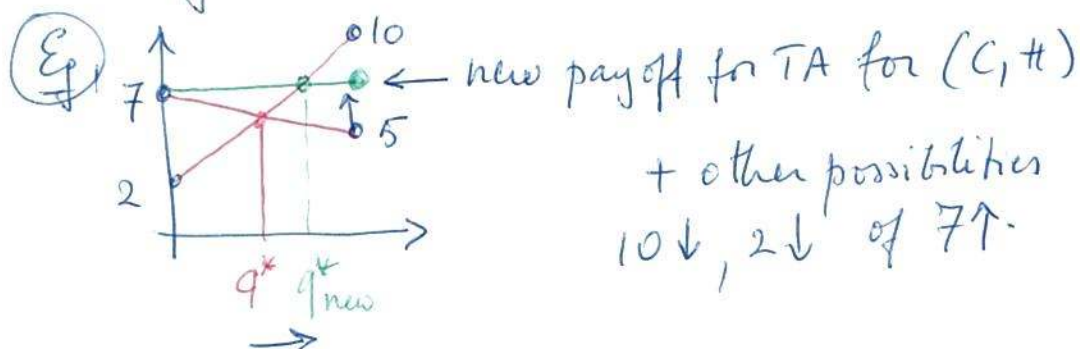 Eg
10
7
← new payoff for TA for (C, H)
5
+ other possibilities
2
10↓, 2↓ of 7↑.
q* q*new